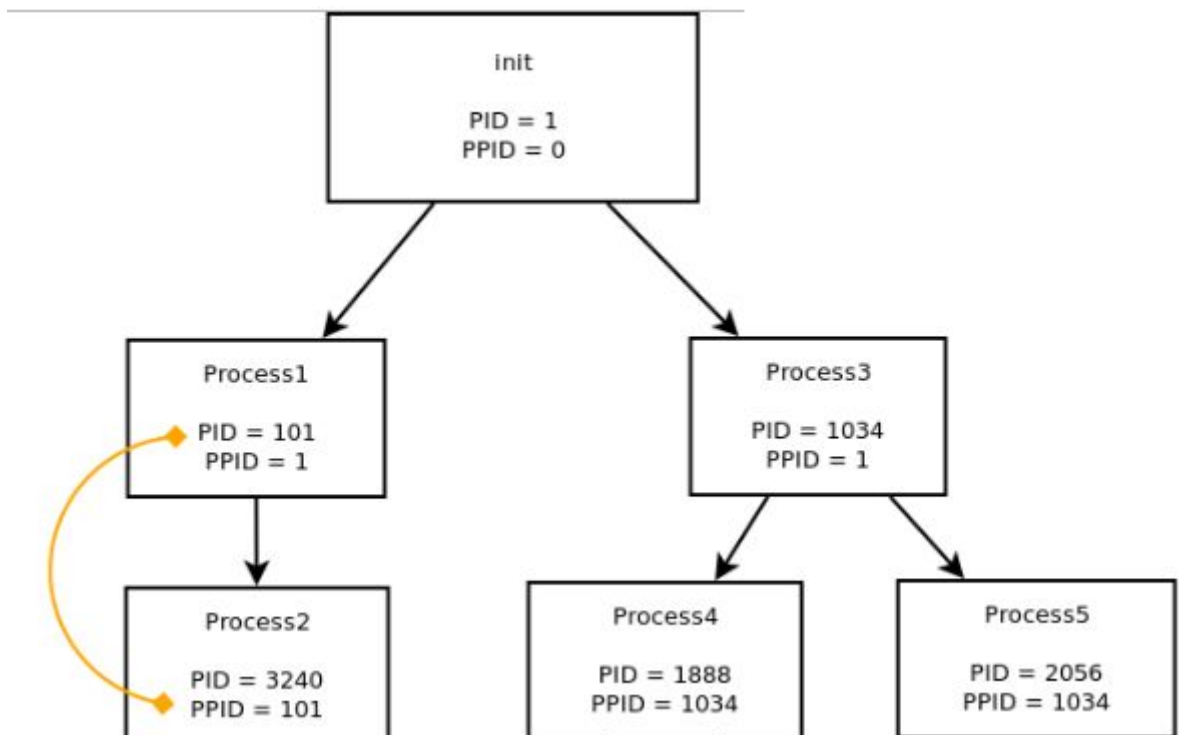 init
PID = 1
PPID = 0
Process1
PID = 101
PPID = 1
Process3
PID = 1034
PPID = 1
Process2
PID = 3240
PPID = 101
Process4
PID = 1888
PPID = 1034
Process5
PID = 2056
PPID = 1034